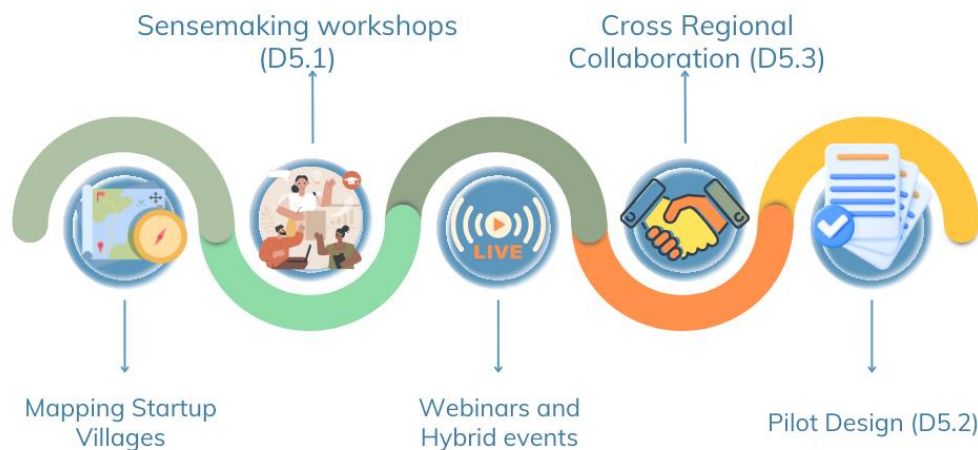 Sensemaking workshops
(D5.1)
Cross Regional
Collaboration (D5.3)
LIVE
Mapping Startup
Villages
Webinars and
Hybrid events
Pilot Design (D5.2)